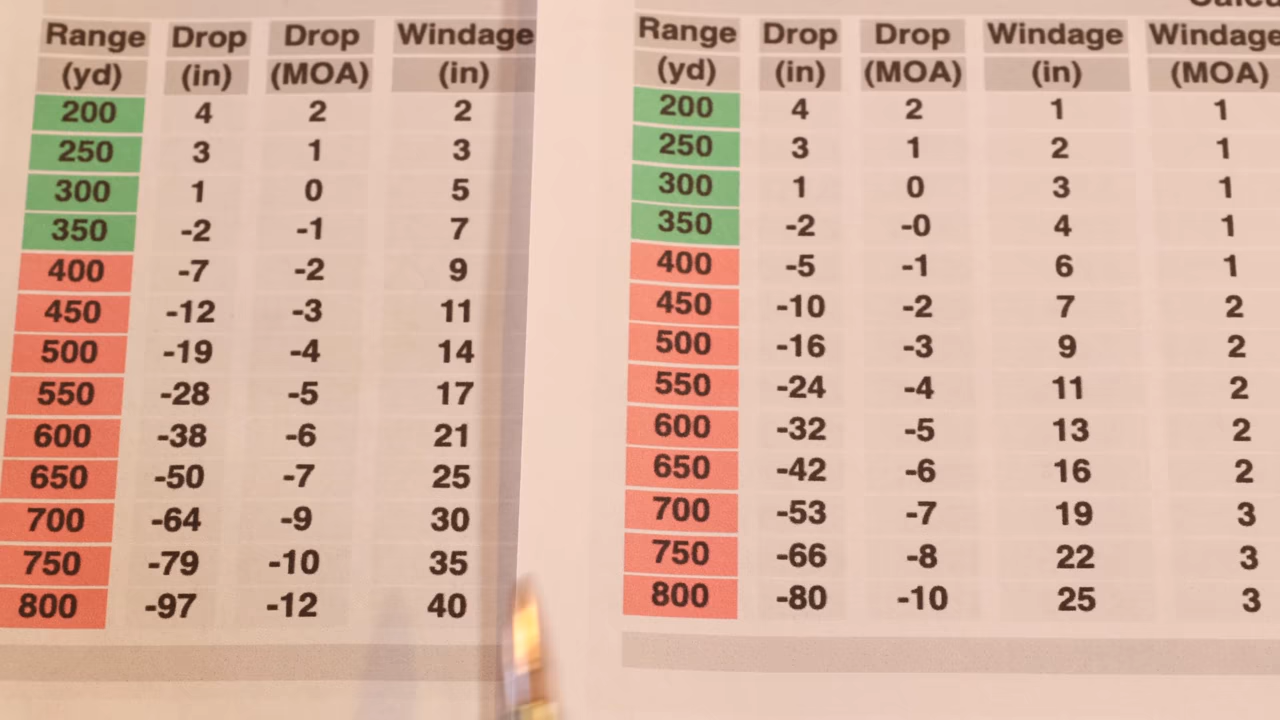 Range Drop Drop Windage
(yd) (in) (MOA) (in)
200 4 2 2
250 3 1 3
300 1 0 5
350 -2 -1 7
400 -7 -2 9
450 -12 -3 11
500 -19 -4 14
550 -28 -5 17
600 -38 -6 21
650 -50 -7 25
700 -64 -9 30
750 -79 -10 35
800 -97 -12 40
Range Drop Drop Windage Windage
(yd) (in) (MOA) (in) (MOA)
200 4 2 1 1
250 3 1 2 1
300 1 0 3 1
350 -2 -0 4 1
400 -5 -1 6 1
450 -10 -2 7 2
500 -16 -3 9 2
550 -24 -4 11 2
600 -32 -5 13 2
650 -42 -6 16 2
700 -53 -7 19 3
750 -66 -8 22 3
800 -80 -10 25 3